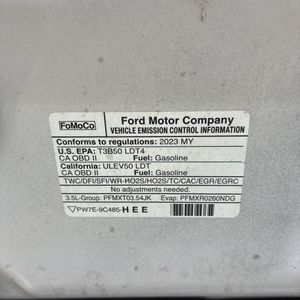 FoMoCo
Ford Motor Company
VEHICLE EMISSION CONTROL INFORMATION
Conforms to regulations: 2023 MY
U.S. EPA: T3B50 LDT4
CA OBD II Fuel: Gasoline
California: ULEV50 LDT
CA OBD II Fuel: Gasoline
TWC/DFI/SFI/WR-HO2S/HO2S/TC/CAC/EGR/EGRC
No adjustments needed.
3.5L-Group: PFMXT03.54JK Evap: PFMXR0260NDG
PW7E-9C485-HEE